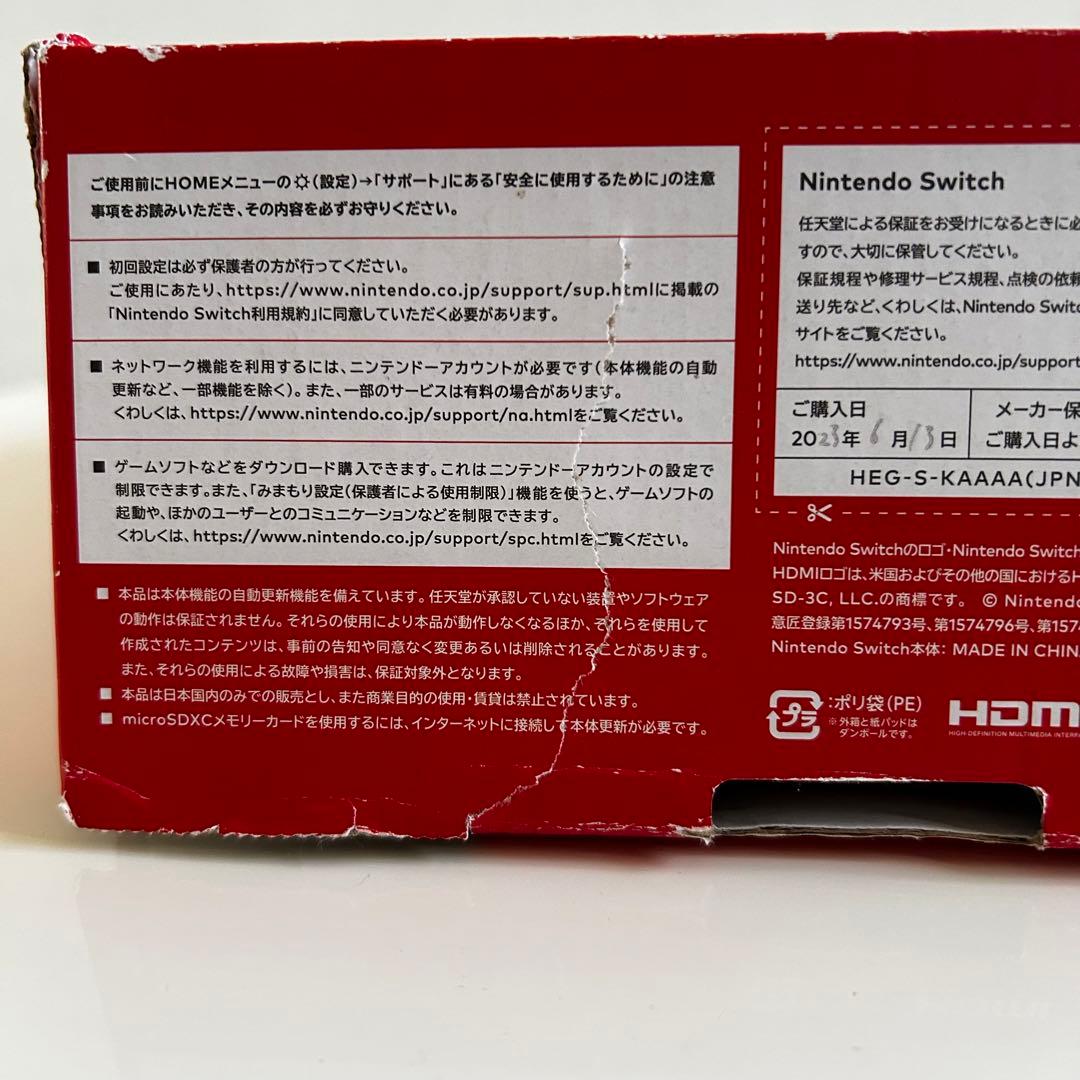 ご使用前にHOMEメニューの(設定)→「サポート」にある「安全に使用するために」の注意
事項をお読みいただき、その内容を必ずお守りください。
■ 初回設定は必ず保護者の方が行ってください。
ご使用にあたり、https://www.nintendo.co.jp/support/sup.htmlに掲載の
「Nintendo Switch利用規約」に同意していただく必要があります。
■ ネットワーク機能を利用するには、ニンテンドーアカウントが必要です(本体機能の自動
更新など、一部機能を除く)。また、一部のサービスは有料の場合があります。
くわしくは、https://www.nintendo.co.jp/support/na.htmlをご覧ください。
■ ゲームソフトなどをダウンロード購入できます。これはニンテンドーアカウントの設定で
制限できます。また、「みまもり設定(保護者による使用制限)」機能を使うと、ゲームソフトの
起動や、ほかのユーザーとのコミュニケーションなどを制限できます。
くわしくは、https://www.nintendo.co.jp/support/spc.htmlをご覧ください。
■ 本品は本体機能の自動更新機能を備えています。任天堂が承認していない装置やソフトウェア
の動作は保証されません。それらの使用により本品が動作しなくなるほか、それらを使用して
作成されたコンテンツは、事前の告知や同意なく変更あるいは削除されることがあります。
また、それらの使用による故障や損害は、保証対象外となります。
■ 本品は日本国内のみでの販売とし、また商業目的の使用・賃貸は禁止されています。
■ microSDXCメモリーカードを使用するには、インターネットに接続して本体更新が必要です。
Nintendo Switch
任天堂による保証をお受けになるときに必
すので、大切に保管してください。
保証規程や修理サービス規程、点検の依頼
送り先など、くわしくは、Nintendo Switc
サイトをご覧ください。
https://www.nintendo.co.jp/support
ご購入日
2023年6月13日
メーカー保
ご購入日よ
HEG-S-KAAAA(JPN
Nintendo Switchのロゴ・Nintendo Switch
HDMIロゴは、米国およびその他の国におけるH
SD-3C, LLC.の商標です。 © Nintendo
意匠登録第1574793号、第1574796号、第1574
Nintendo Switch本体: MADE IN CHINA
プラ
:ポリ袋(PE)
※外箱と紙パッドは
ダンボールです。
HDMI
HIGH-DEFINITION MULTIMEDIA INTERFA